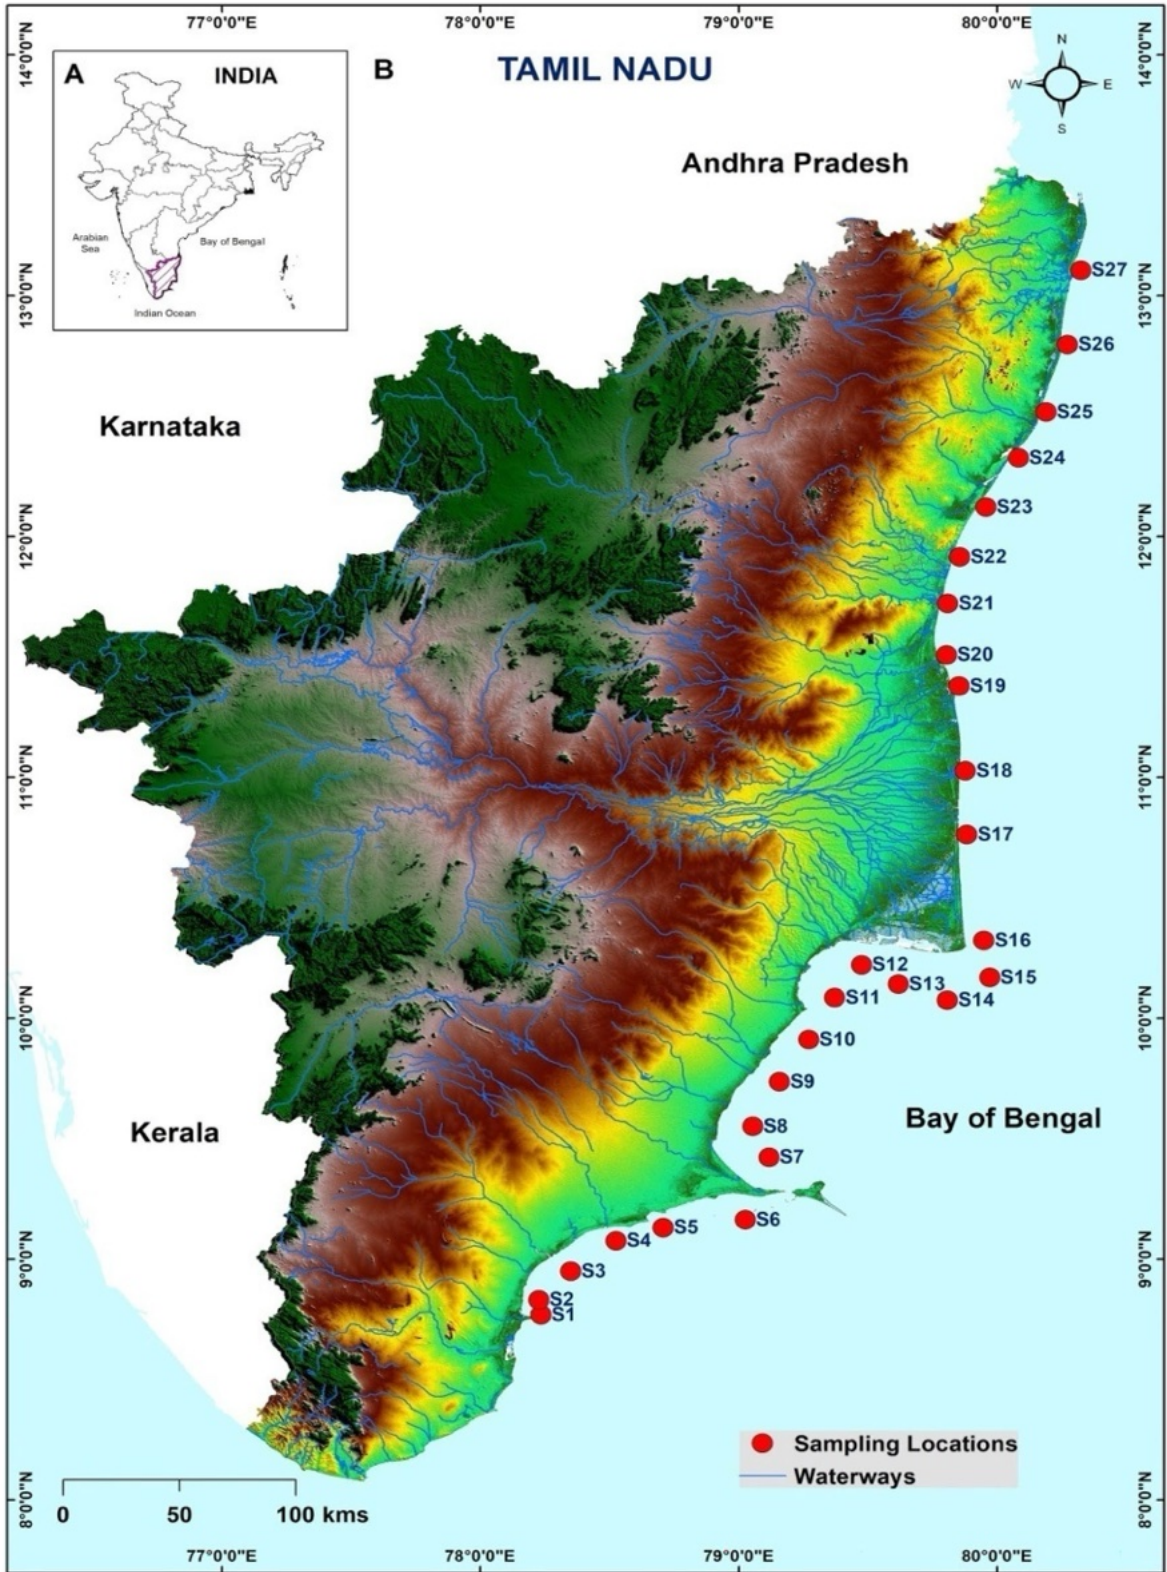 77°0'0"E 78°0'0"E 79°0'0"E 80°0'0"E
14°0'0"N 14°0'0"N
A INDIA
B TAMIL NADU
N
W E
S
Andhra Pradesh
Arabian
Sea
Bay of Bengal
Indian Ocean
S27
13°0'0"N 13°0'0"N
S26
S25
Karnataka
S24
S23
12°0'0"N 12°0'0"N
S22
S21
S20
S19
S18
11°0'0"N 11°0'0"N
S17
S16
S12
S15
S13
S11
S14
10°0'0"N 10°0'0"N
S10
S9
Bay of Bengal
S8
Kerala
S7
S6
S5
S4
9°0'0"N 9°0'0"N
S3
S2
S1
Sampling Locations
Waterways
8°0'0"N 8°0'0"N
0 50 100 kms
77°0'0"E 78°0'0"E 79°0'0"E 80°0'0"E